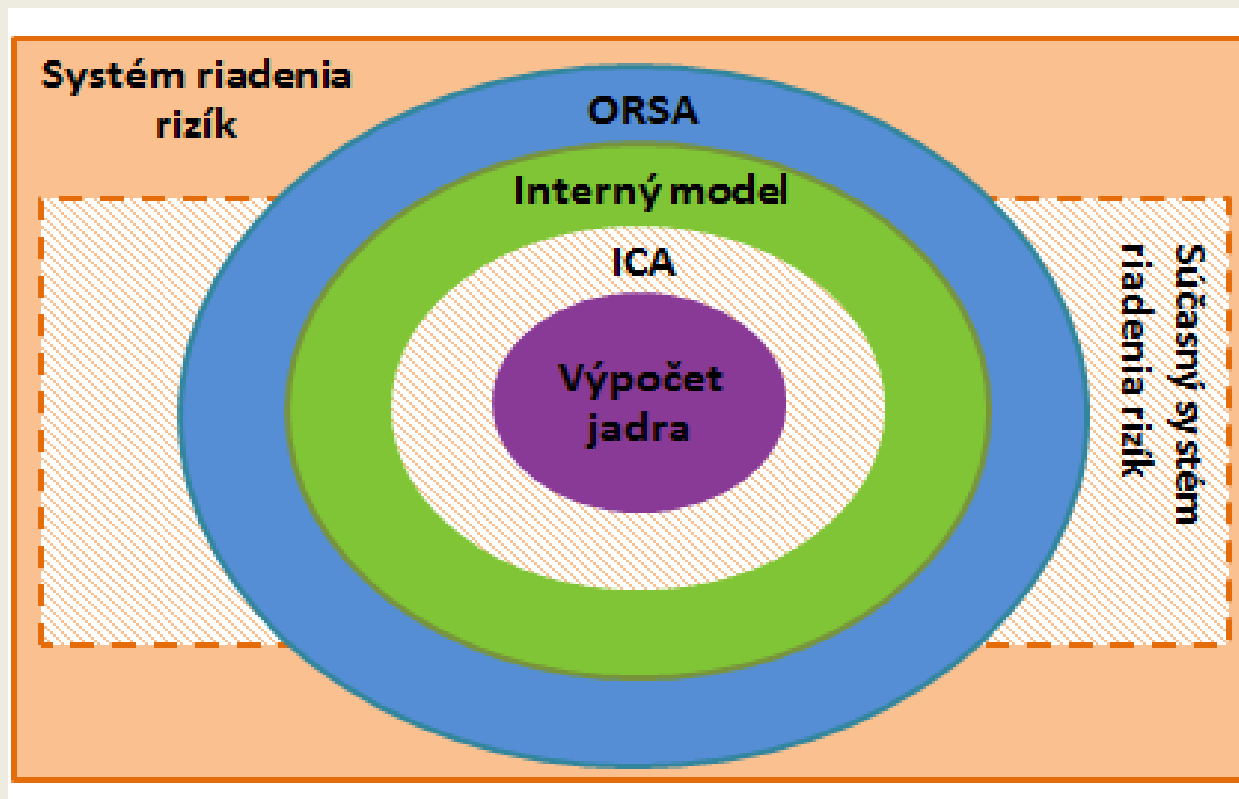 Systém riadenia
rizík
ORSA
Interný model
ICA
Výpočet
jadra
Súčasný systém
riadenia rizík